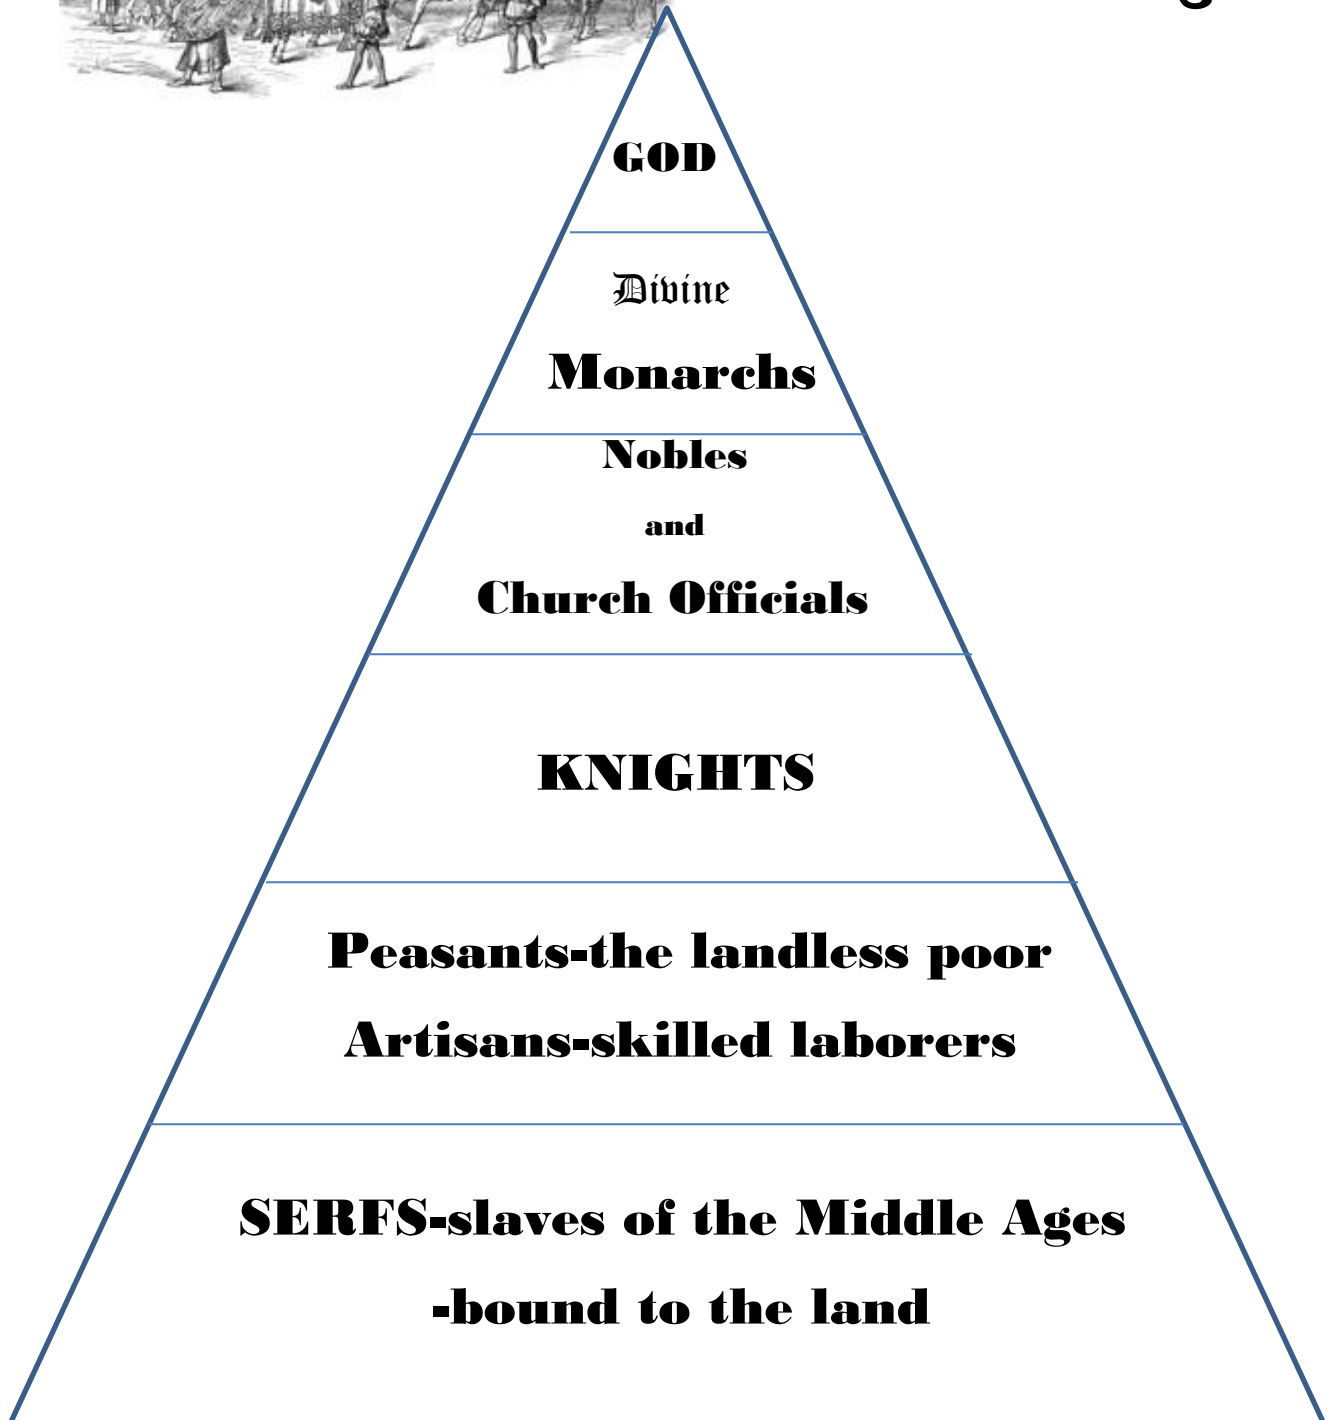 GOD
Divine
Monarchs
Nobles
and
Church Officials
KNIGHTS
Peasants-the landless poor
Artisans-skilled laborers
SERFS-slaves of the Middle Ages
-bound to the land